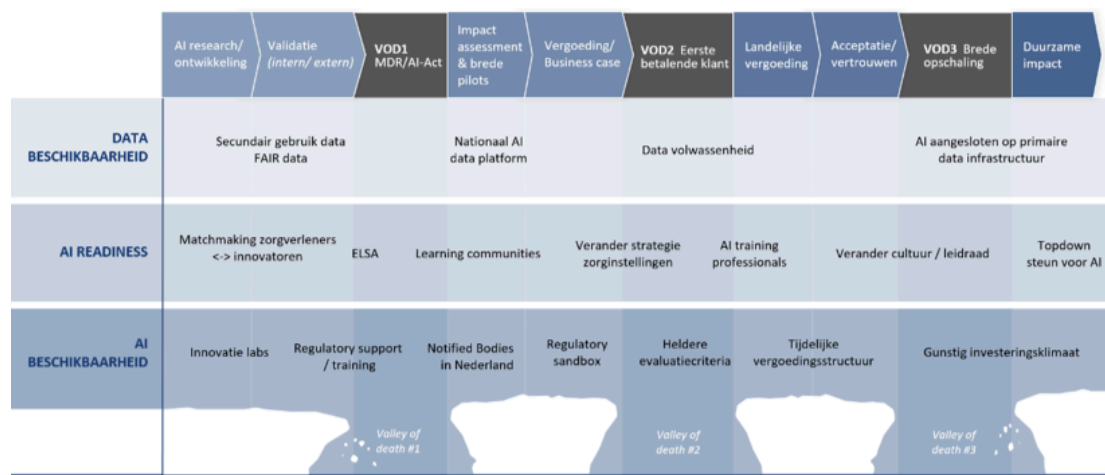 AI research/
ontwikkeling
Validatie
(intern/ extern)
VOD1
MDR/AI-Act
Impact
assessment
& brede
pilots
Vergoeding/
Business case
VOD2 Eerste
betalende klant
Landelijke
vergoeding
Acceptatie/
vertrouwen
VOD3 Brede
opschaling
Duurzame
impact
DATA
BESCHIKBAARHEID
Secundair gebruik data
FAIR data
Nationaal AI
data platform
Data volwassenheid
AI aangesloten op primaire
data infrastructuur
AI READINESS
Matchmaking zorgverleners
<-> innovatoren
ELSA
Learning communities
Verander strategie
zorginstellingen
AI training
professionals
Verander cultuur / leidraad
Topdown
steun voor AI
AI
BESCHIKBAARHEID
Innovatie labs
Regulatory support
/ training
Notified Bodies
in Nederland
Regulatory
sandbox
Heldere
evaluatiecriteria
Tijdelijke
vergoedingsstructuur
Gunstig investeringsklimaat
Valley of
death #1
Valley of
death #2
Valley of
death #3